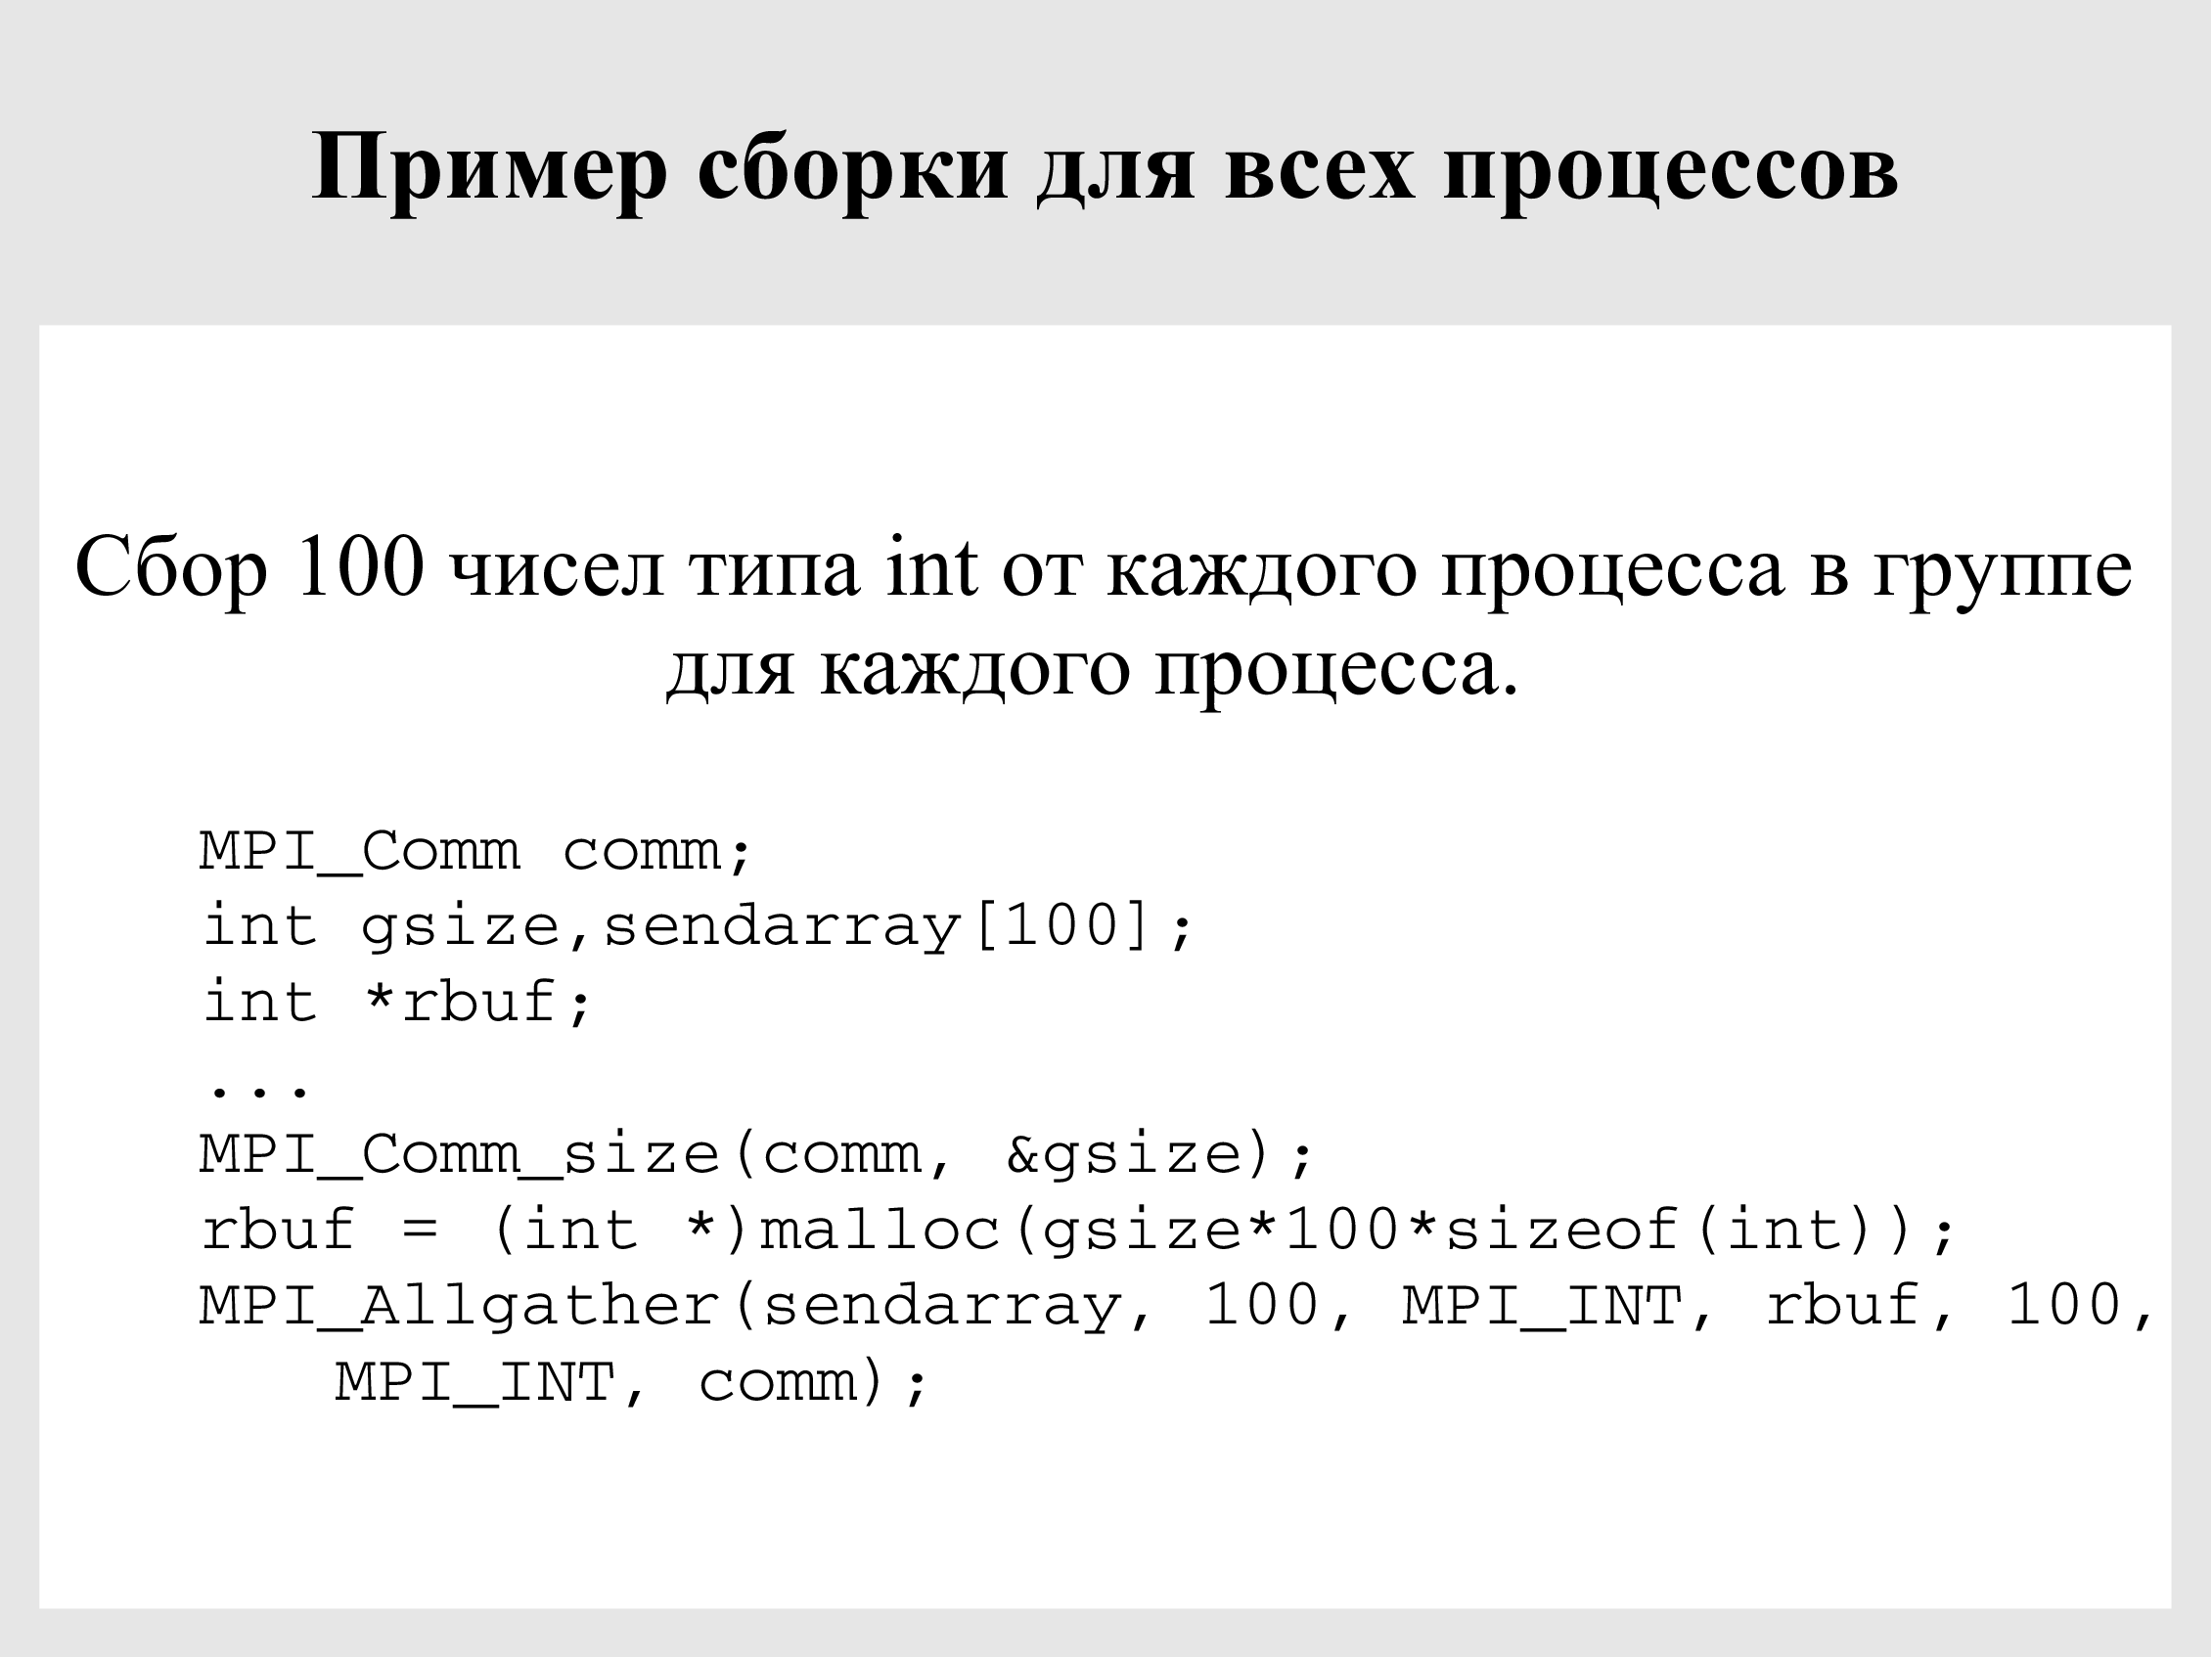 Пример сборки для всех процессов
Сбор 100 чисел типа int от каждого процесса в группе
для каждого процесса.
MPI_Comm comm;
int gsize,sendarray[100];
int *rbuf;
...
MPI_Comm_size(comm, &gsize);
rbuf = (int *)malloc(gsize*100*sizeof(int));
MPI_Allgather(sendarray, 100, MPI_INT, rbuf, 100,
MPI_INT, comm);